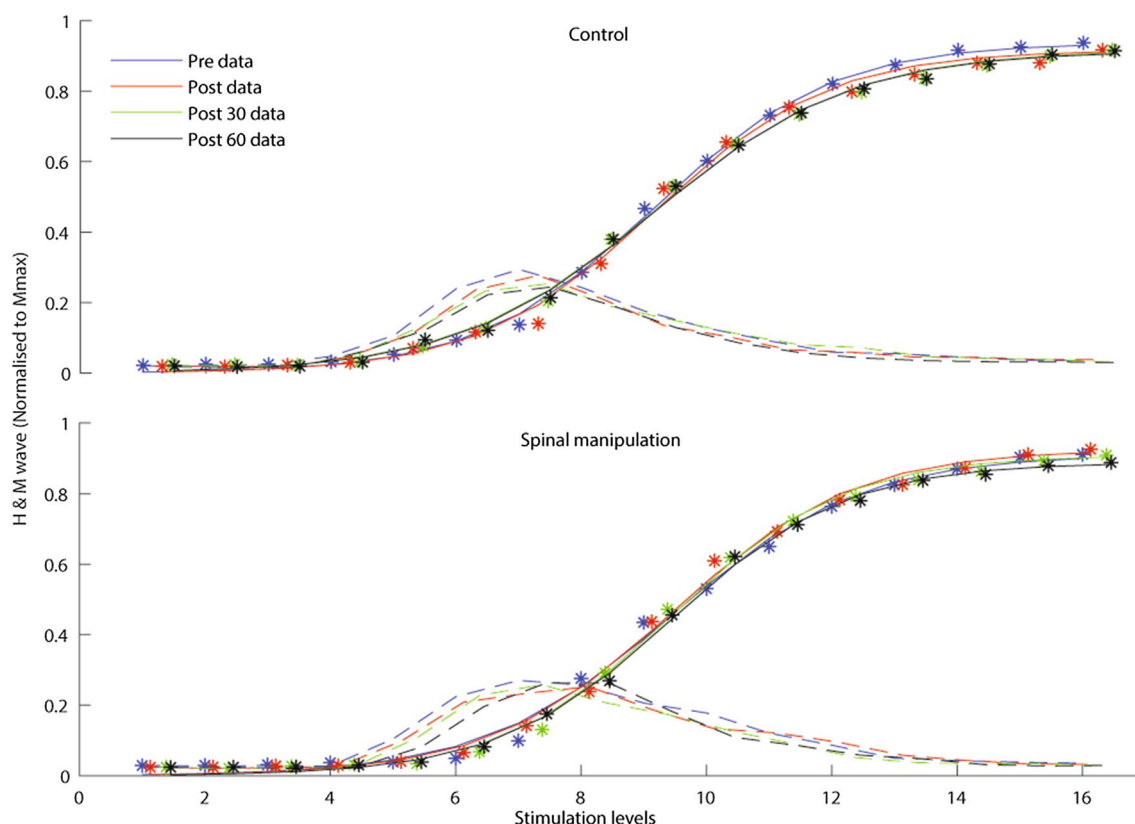 Control
Pre data
Post data
Post 30 data
Post 60 data
1
0.8
0.6
0.4
0.2
0
H & M wave (Normalised to Mmax)
Spinal manipulation
1
0.8
0.6
0.4
0.2
0
0 2 4 6 8 10 12 14 16
Stimulation levels